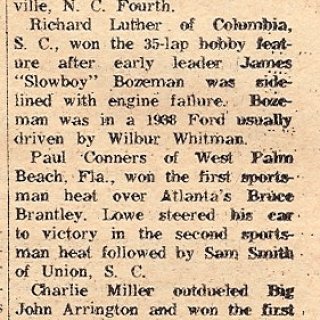 ville, N. C. Fourth.
Richard Luther of Columbia,
S. C., won the 35-lap hobby feat-
ure after early leader James
"Slowboy" Bozeman was side-
lined with engine failure. Boze-
man was in a 1938 Ford usually
driven by Wilbur Whitman.
Paul Conners of West Palm
Beach, Fla., won the first sports-
man heat over Atlanta's Bruce
Brantley. Lowe steered his car
to victory in the second sports-
man heat followed by Sam Smith
of Union, S. C.
Charlie Miller outdueled Big
John Arrington and won the first